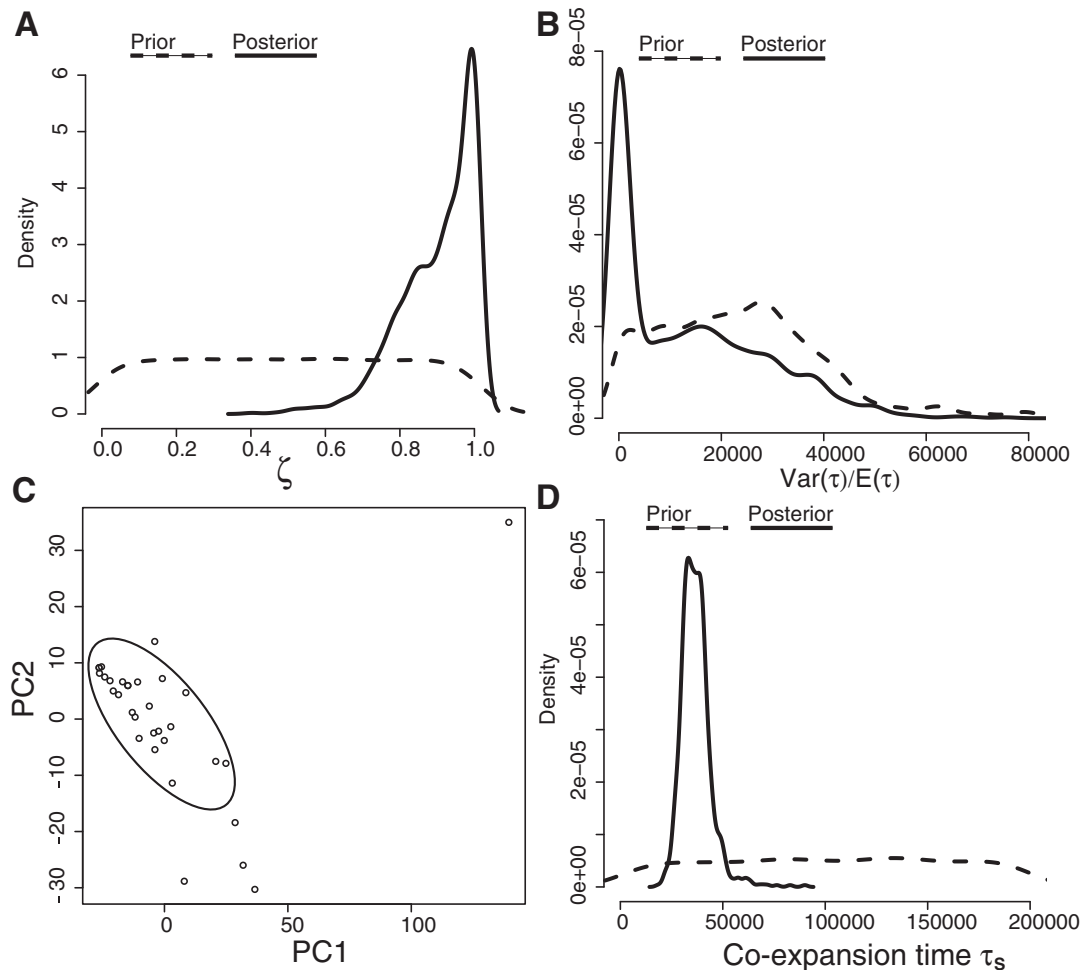 A
Prior Posterior
Density
0 1 2 3 4 5 6
0.0 0.2 0.4 0.6 0.8 1.0
ζ
B
Prior Posterior
0e+00 2e−05 4e−05 6e−05 8e−05
0 20000 40000 60000 80000
Var(τ)/E(τ)
C
PC2
-30 -20 -10 0 10 20 30
0 50 100
PC1
D
Prior Posterior
Density
0e+00 2e−05 4e−05 6e−05
0 50000 100000 150000 200000
Co-expansion time τs